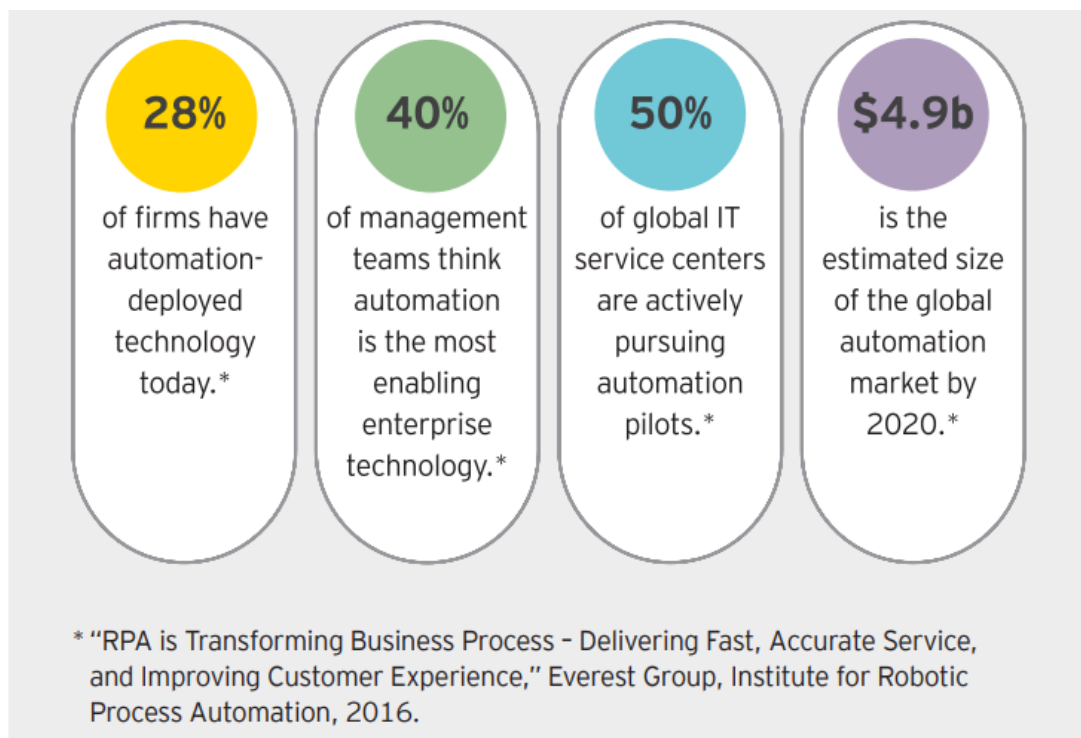 28%
of firms have
automation-
deployed
technology
today.*
40%
of management
teams think
automation
is the most
enabling
enterprise
technology.*
50%
of global IT
service centers
are actively
pursuing
automation
pilots.*
$4.9b
is the
estimated size
of the global
automation
market by
2020.*
* “RPA is Transforming Business Process – Delivering Fast, Accurate Service,
and Improving Customer Experience,” Everest Group, Institute for Robotic
Process Automation, 2016.